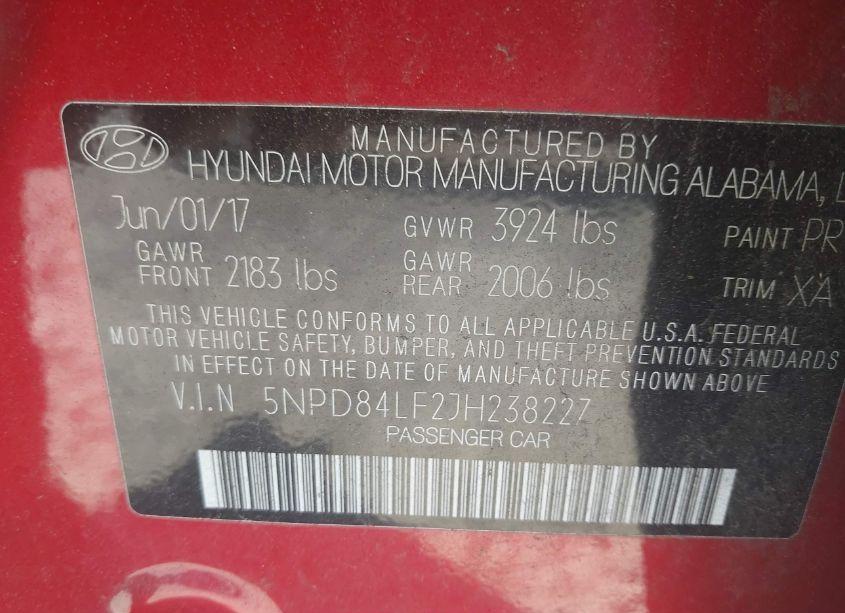 MANUFACTURED BY
HYUNDAI MOTOR MANUFACTURING ALABAMA,
Jun/01/17 GVWR 3924 lbs PAINT PR
GAWR FRONT 2183 lbs GAWR REAR 2006 lbs TRIM XA
THIS VEHICLE CONFORMS TO ALL APPLICABLE U.S.A. FEDERAL
MOTOR VEHICLE SAFETY, BUMPER, AND THEFT PREVENTION STANDARDS
IN EFFECT ON THE DATE OF MANUFACTURE SHOWN ABOVE
V.I.N 5NPD84LF2JH238227
PASSENGER CAR